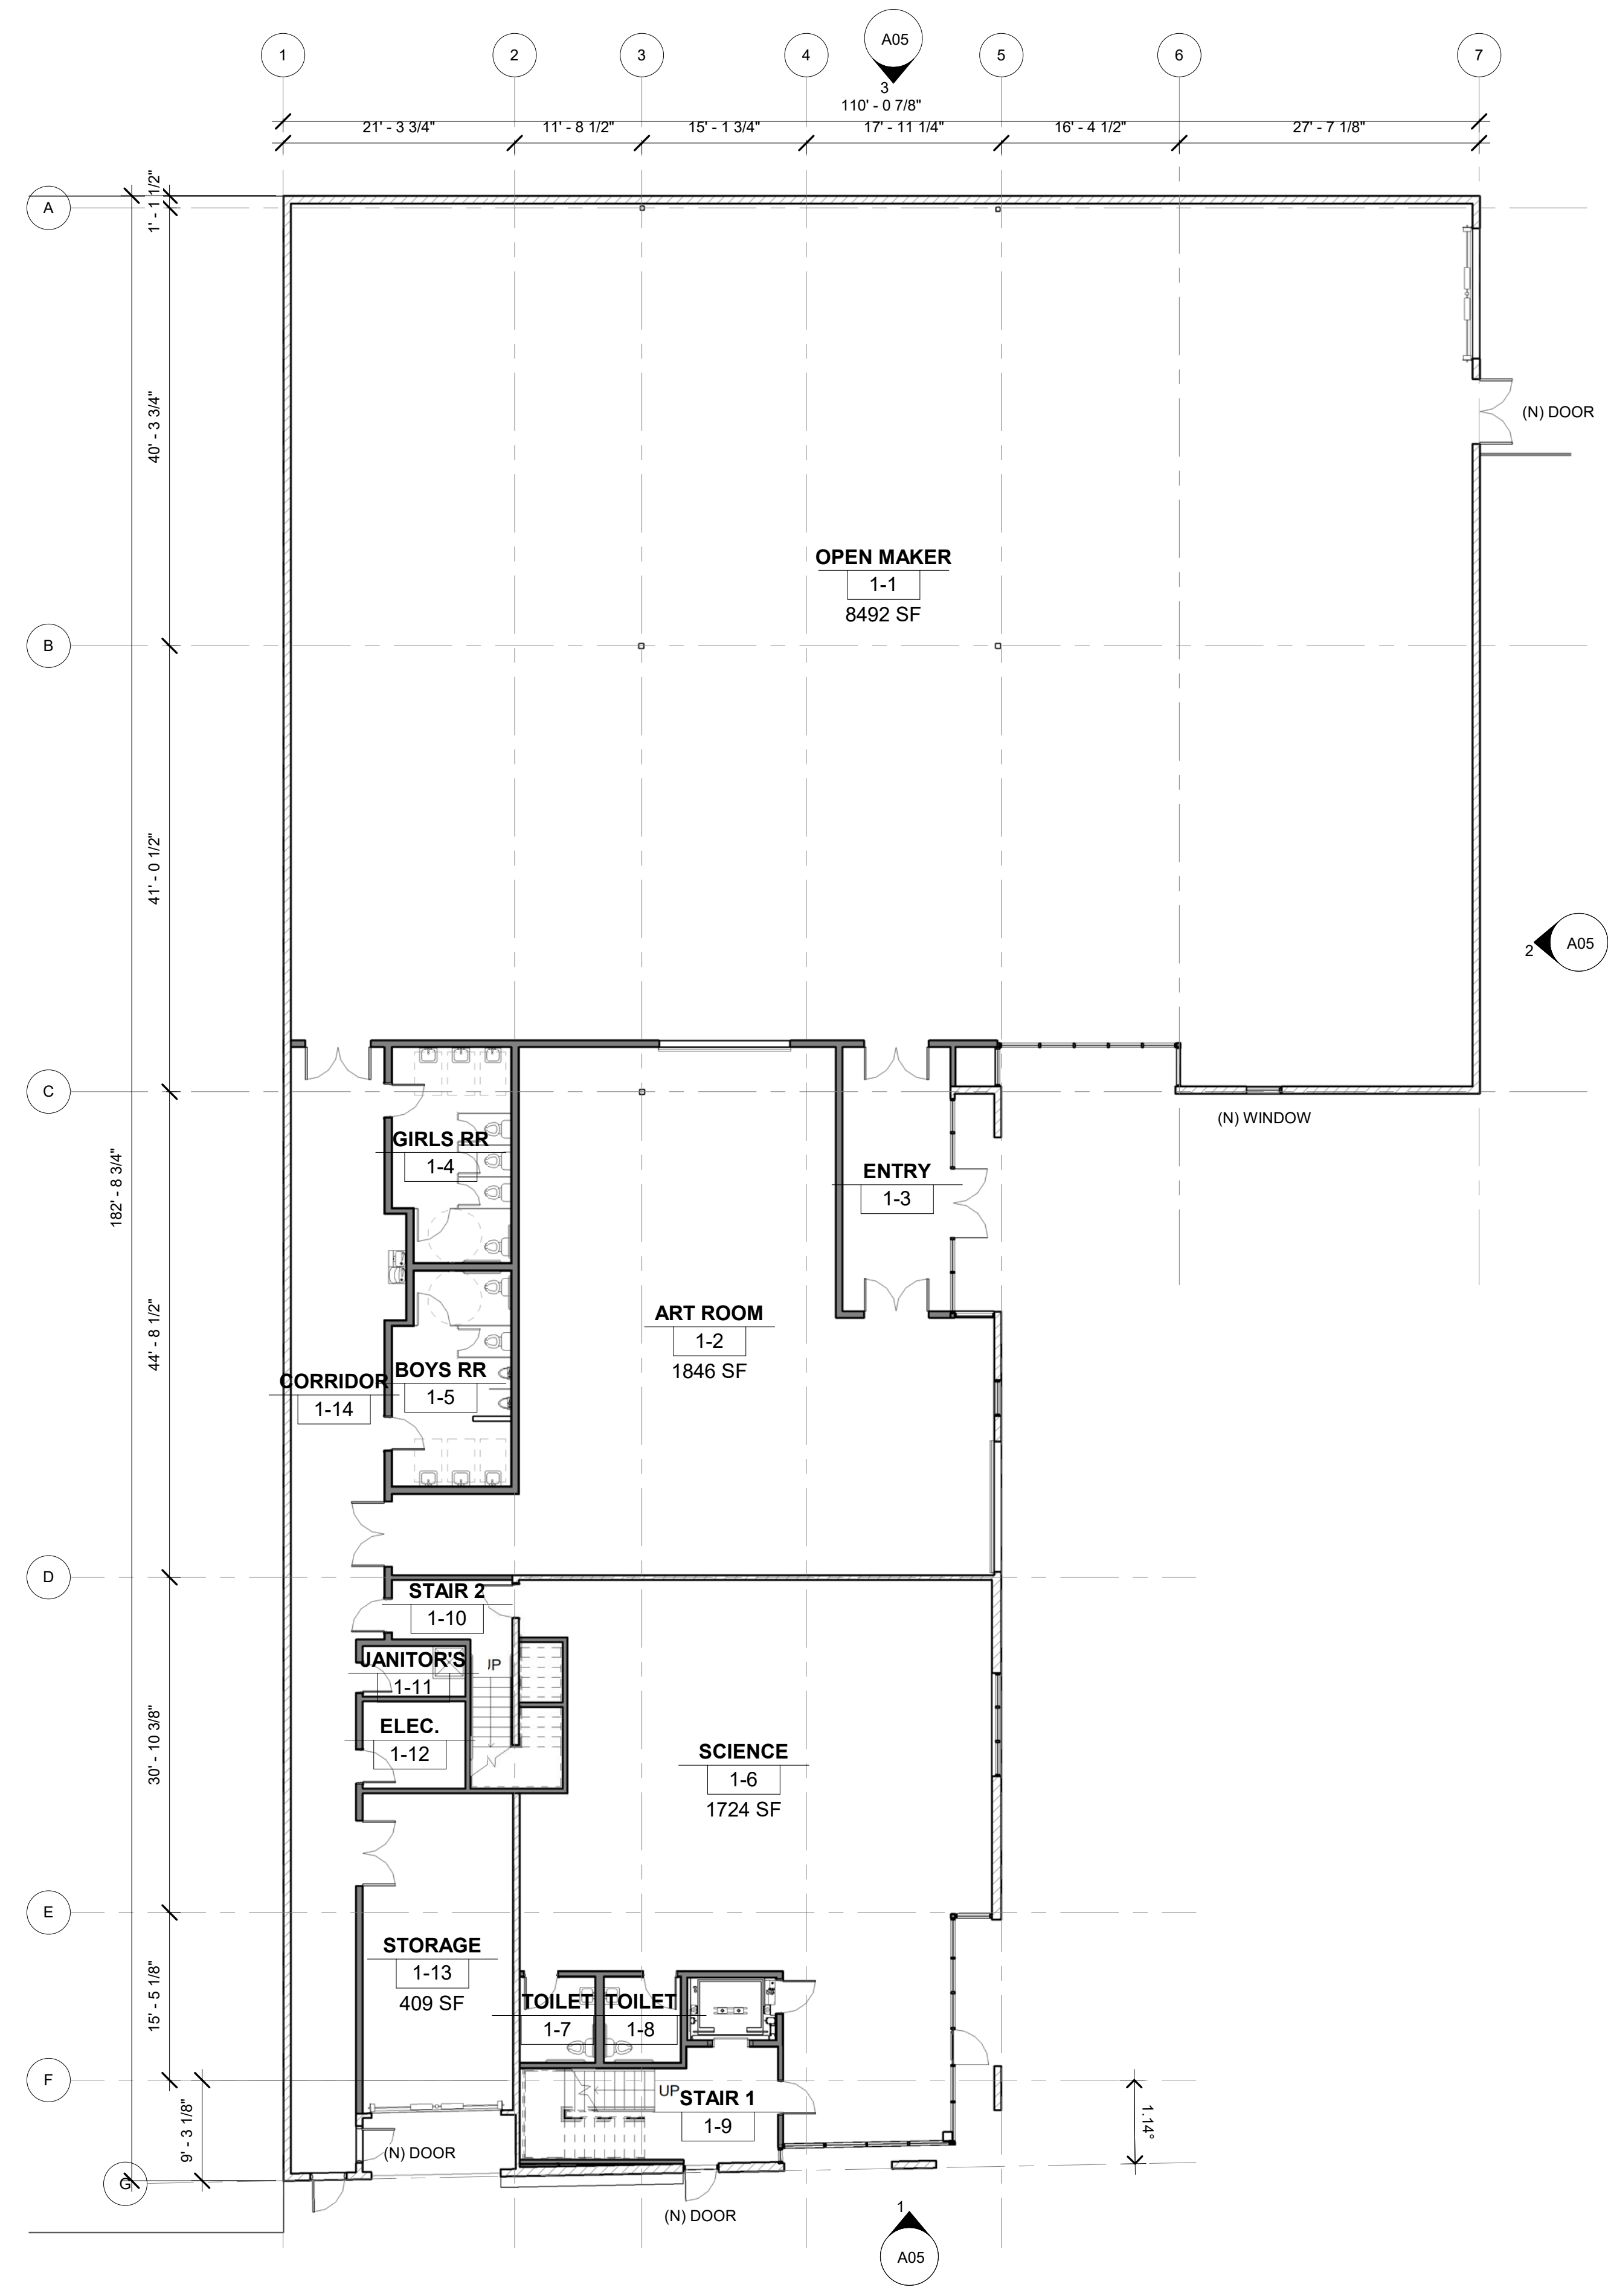 1
2
3
4
A05
3
5
6
7
110' - 0 7/8"
21' - 3 3/4"
11' - 8 1/2"
15' - 1 3/4"
17' - 11 1/4"
16' - 4 1/2"
27' - 7 1/8"
A
1' - 1 1/2"
40' - 3 3/4"
(N) DOOR
OPEN MAKER
1-1
8492 SF
B
41' - 0 1/2"
2
A05
C
(N) WINDOW
182' - 8 3/4"
GIRLS RR
1-4
ENTRY
1-3
44' - 8 1/2"
ART ROOM
1-2
1846 SF
CORRIDOR
1-14
BOYS RR
1-5
D
STAIR 2
1-10
JANITOR'S
1-11
UP
ELEC.
1-12
30' - 10 3/8"
SCIENCE
1-6
1724 SF
E
STORAGE
1-13
409 SF
15' - 5 1/8"
TOILET
1-7
TOILET
1-8
F
UP
STAIR 1
1-9
9' - 3 1/8"
1.14°
(N) DOOR
G
(N) DOOR
1
A05